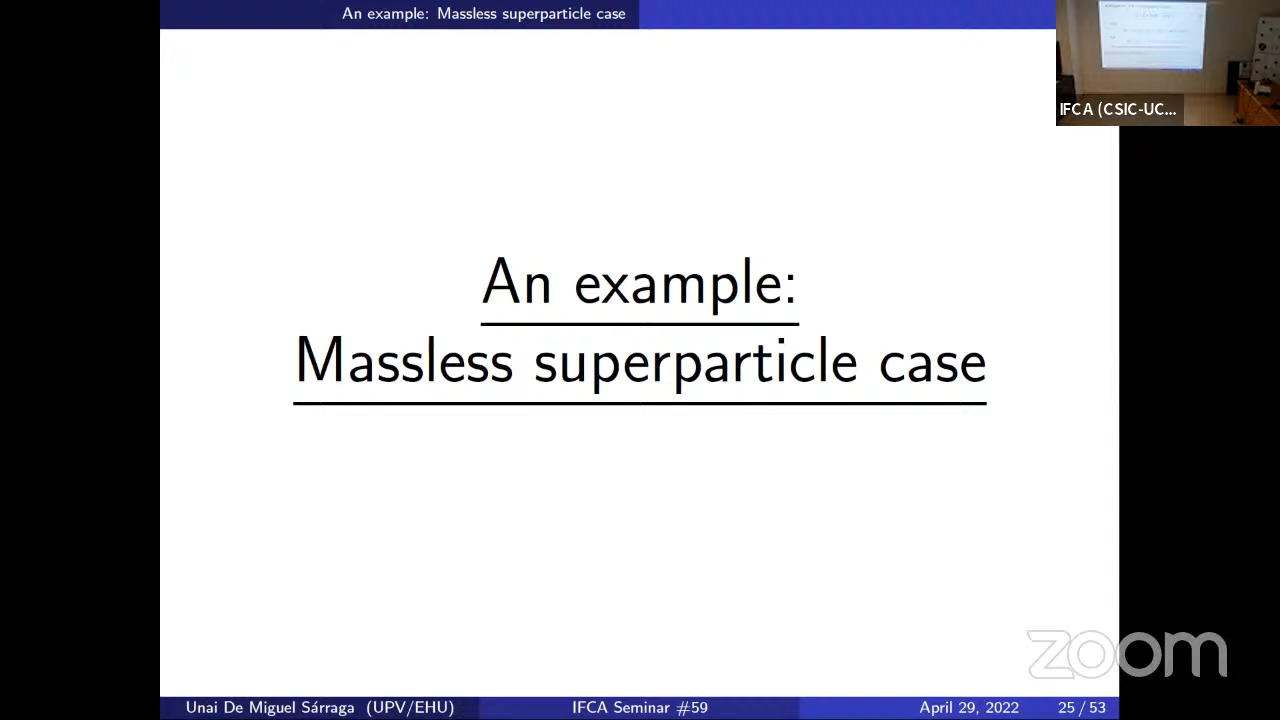 An example: Massless superparticle case
IFCA (CSIC-UC...
An example:
Massless superparticle case
zoom
Unai De Miguel Sárraga (UPV/EHU) IFCA Seminar #59 April 29, 2022 25 / 53